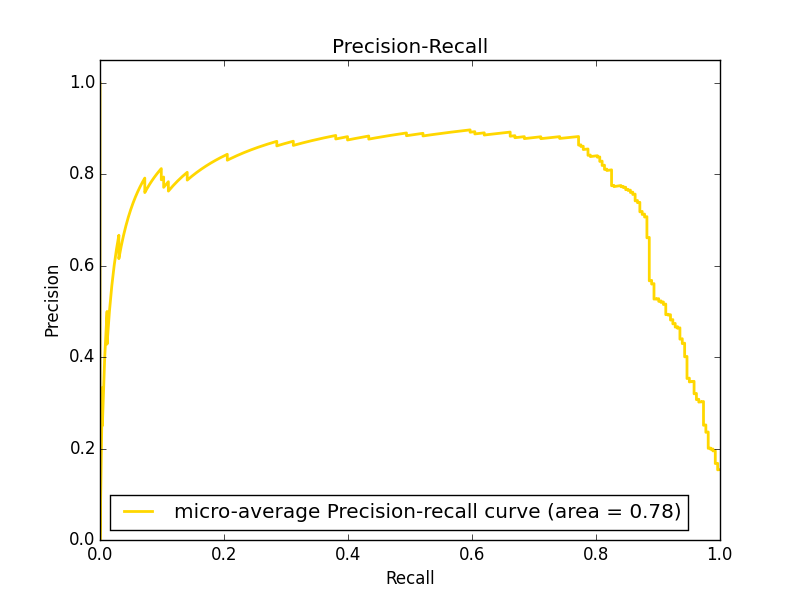 Precision-Recall
1.0
0.8
0.6
0.4
0.2
0.0
Precision
micro-average Precision-recall curve (area = 0.78)
0.0 0.2 0.4 0.6 0.8 1.0
Recall